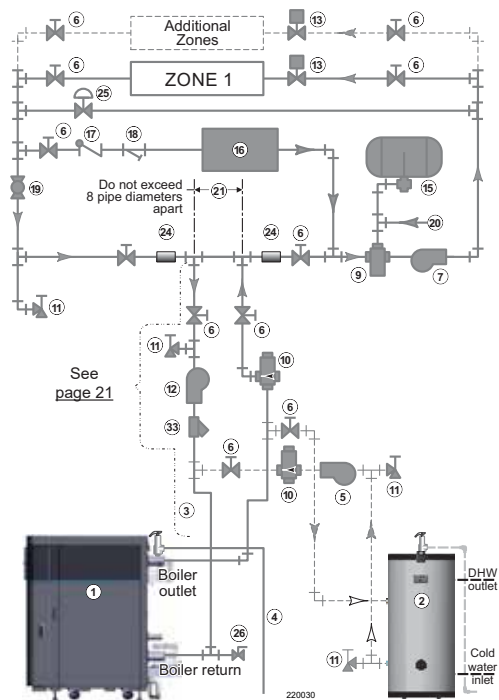 6
Additional
Zones
13
6
6
ZONE 1
13
6
25
6
17
18
16
15
19
Do not exceed
8 pipe diameters
apart
21
20
24
24
6
9
7
11
6
6
11
See
page 21
12
10
6
33
6
10
5
11
3
1
Boiler
outlet
4
2
DHW
outlet
26
11
Cold
water
inlet
Boiler return
220030